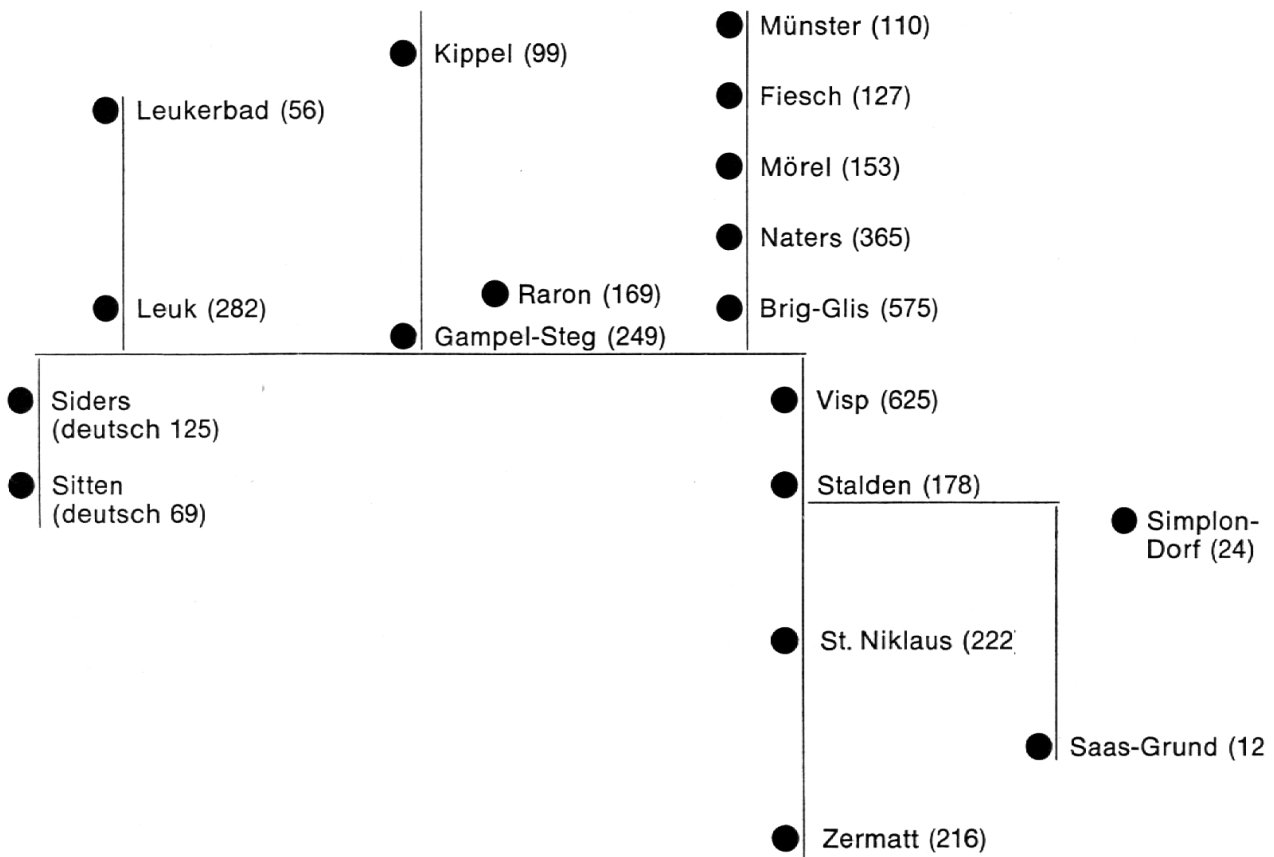 Münster (110)
Kippel (99)
Fiesch (127)
Leukerbad (56)
Mörel (153)
Naters (365)
Raron (169)
Leuk (282)
Brig-Glis (575)
Gampel-Steg (249)
Siders
(deutsch 125)
Visp (625)
Sitten
(deutsch 69)
Stalden (178)
Simplon-
Dorf (24)
St. Niklaus (222)
Saas-Grund (12
Zermatt (216)